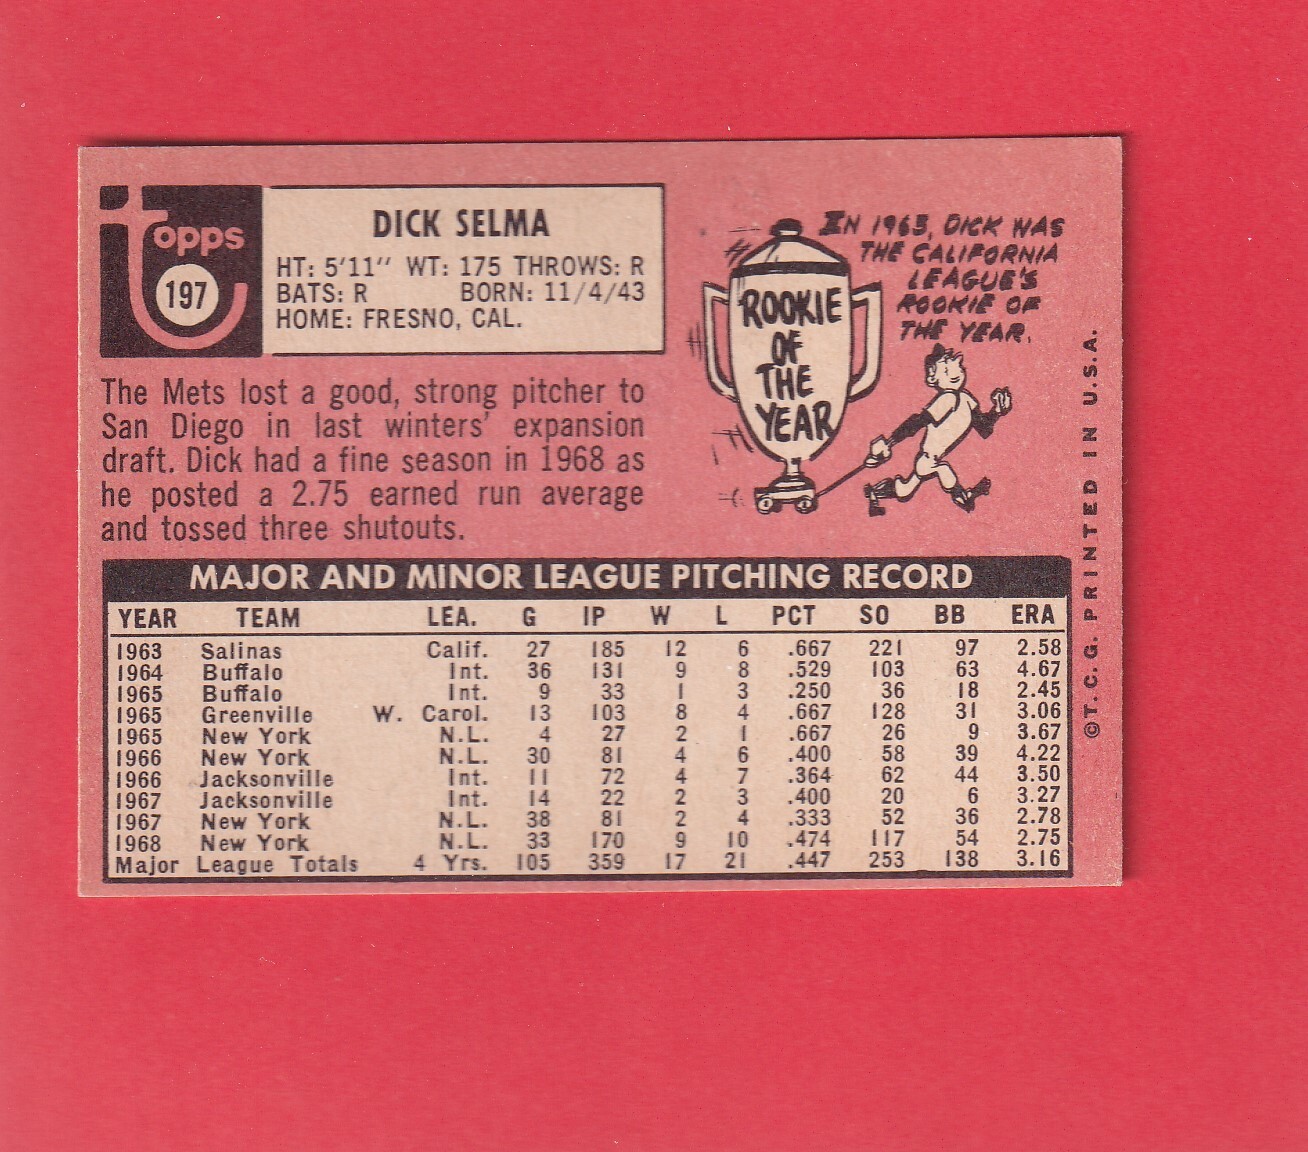 topps
197
DICK SELMA
HT: 5'11" WT: 175 THROWS: R
BATS: R BORN: 11/4/43
HOME: FRESNO, CAL.
IN 1963, DICK WAS
THE CALIFORNIA
LEAGUE'S
ROOKIE OF
THE YEAR.
ROOKIE
OF
THE
YEAR
The Mets lost a good, strong pitcher to
San Diego in last winters' expansion
draft. Dick had a fine season in 1968 as
he posted a 2.75 earned run average
and tossed three shutouts.
MAJOR AND MINOR LEAGUE PITCHING RECORD
YEAR TEAM LEA. G IP W L PCT SO BB ERA
1963 Salinas Calif. 27 185 12 6 .667 221 97 2.58
1964 Buffalo Int. 36 131 9 8 .529 103 63 4.67
1965 Buffalo Int. 9 33 1 3 .250 36 18 2.45
1965 Greenville W. Carol. 13 103 8 4 .667 128 31 3.06
1965 New York N.L. 4 27 2 1 .667 26 9 3.67
1966 New York N.L. 30 81 4 6 .400 58 39 4.22
1966 Jacksonville Int. 11 72 4 7 .364 62 44 3.50
1967 Jacksonville Int. 14 22 2 3 .400 20 6 3.27
1967 New York N.L. 38 81 2 4 .333 52 36 2.78
1968 New York N.L. 33 170 9 10 .474 117 54 2.75
Major League Totals 4 Yrs. 105 359 17 21 .447 253 138 3.16
©T.C.G. PRINTED IN U.S.A.